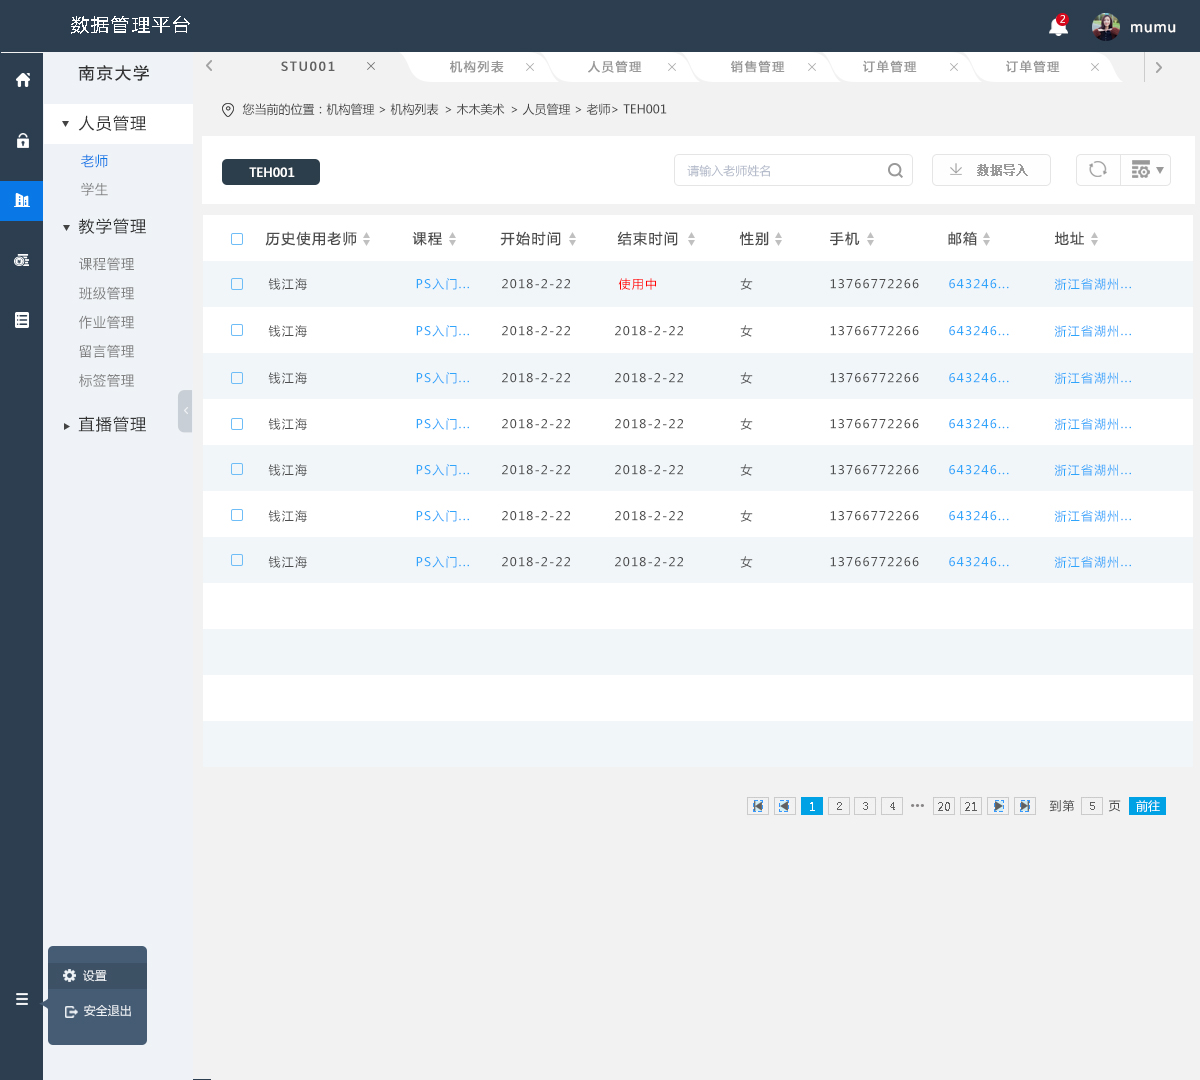 数据管理平台
2
mumu
南京大学
STU001
机构列表
人员管理
销售管理
订单管理
订单管理
您当前的位置：机构管理 > 机构列表 > 木木美术 > 人员管理 > 老师> TEH001
人员管理
老师
学生
教学管理
课程管理
班级管理
作业管理
留言管理
标签管理
直播管理
TEH001
请输入老师姓名
数据导入
历史使用老师 课程 开始时间 结束时间 性别 手机 邮箱 地址
钱江海 PS入门... 2018-2-22 使用中 女 13766772266 643246... 浙江省湖州...
钱江海 PS入门... 2018-2-22 2018-2-22 女 13766772266 643246... 浙江省湖州...
钱江海 PS入门... 2018-2-22 2018-2-22 女 13766772266 643246... 浙江省湖州...
钱江海 PS入门... 2018-2-22 2018-2-22 女 13766772266 643246... 浙江省湖州...
钱江海 PS入门... 2018-2-22 2018-2-22 女 13766772266 643246... 浙江省湖州...
钱江海 PS入门... 2018-2-22 2018-2-22 女 13766772266 643246... 浙江省湖州...
钱江海 PS入门... 2018-2-22 2018-2-22 女 13766772266 643246... 浙江省湖州...
1 2 3 4 ••• 20 21 到第 5 页 前往
设置
安全退出